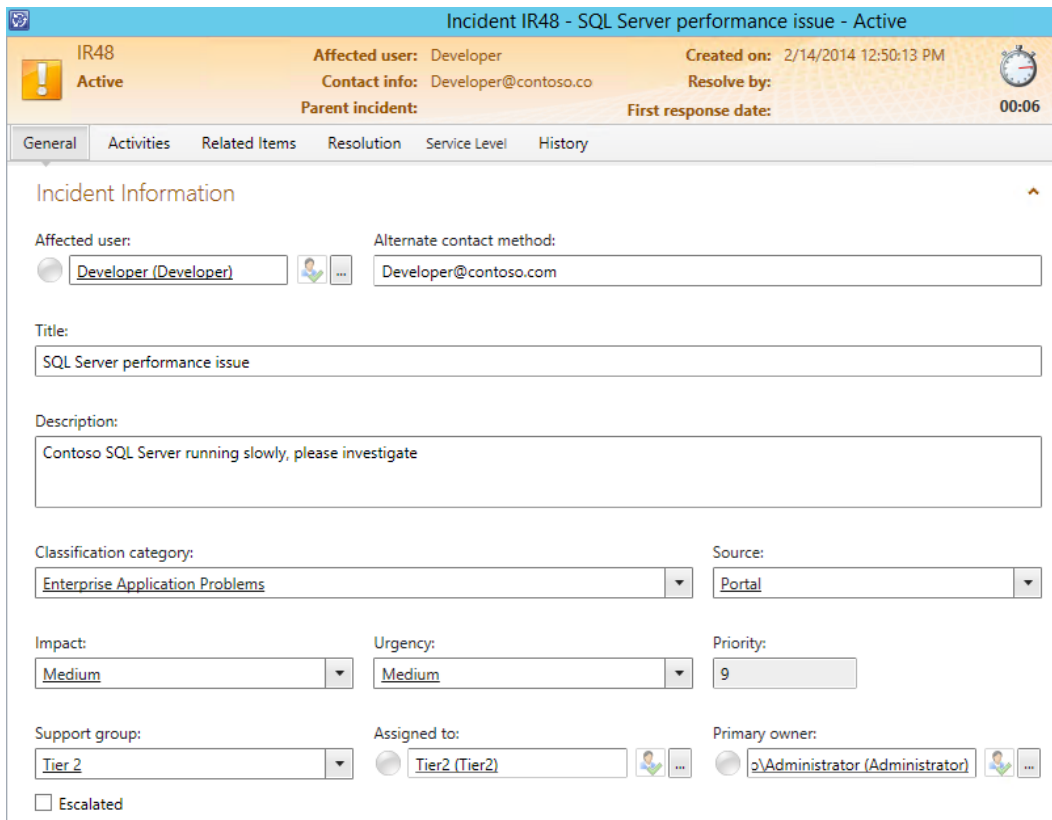 Incident IR48 - SQL Server performance issue - Active
IR48
Active
Affected user: Developer
Contact info: Developer@contoso.co
Parent incident:
Created on: 2/14/2014 12:50:13 PM
Resolve by:
First response date:
00:06
General Activities Related Items Resolution Service Level History
Incident Information
Affected user: Alternate contact method:
Developer (Developer) ... Developer@contoso.com
Title:
SQL Server performance issue
Description:
Contoso SQL Server running slowly, please investigate
Classification category: Source:
Enterprise Application Problems Portal
Impact: Urgency: Priority:
Medium Medium 9
Support group: Assigned to: Primary owner:
Tier 2 Tier2 (Tier2) ... o\Administrator (Administrator) ...
Escalated